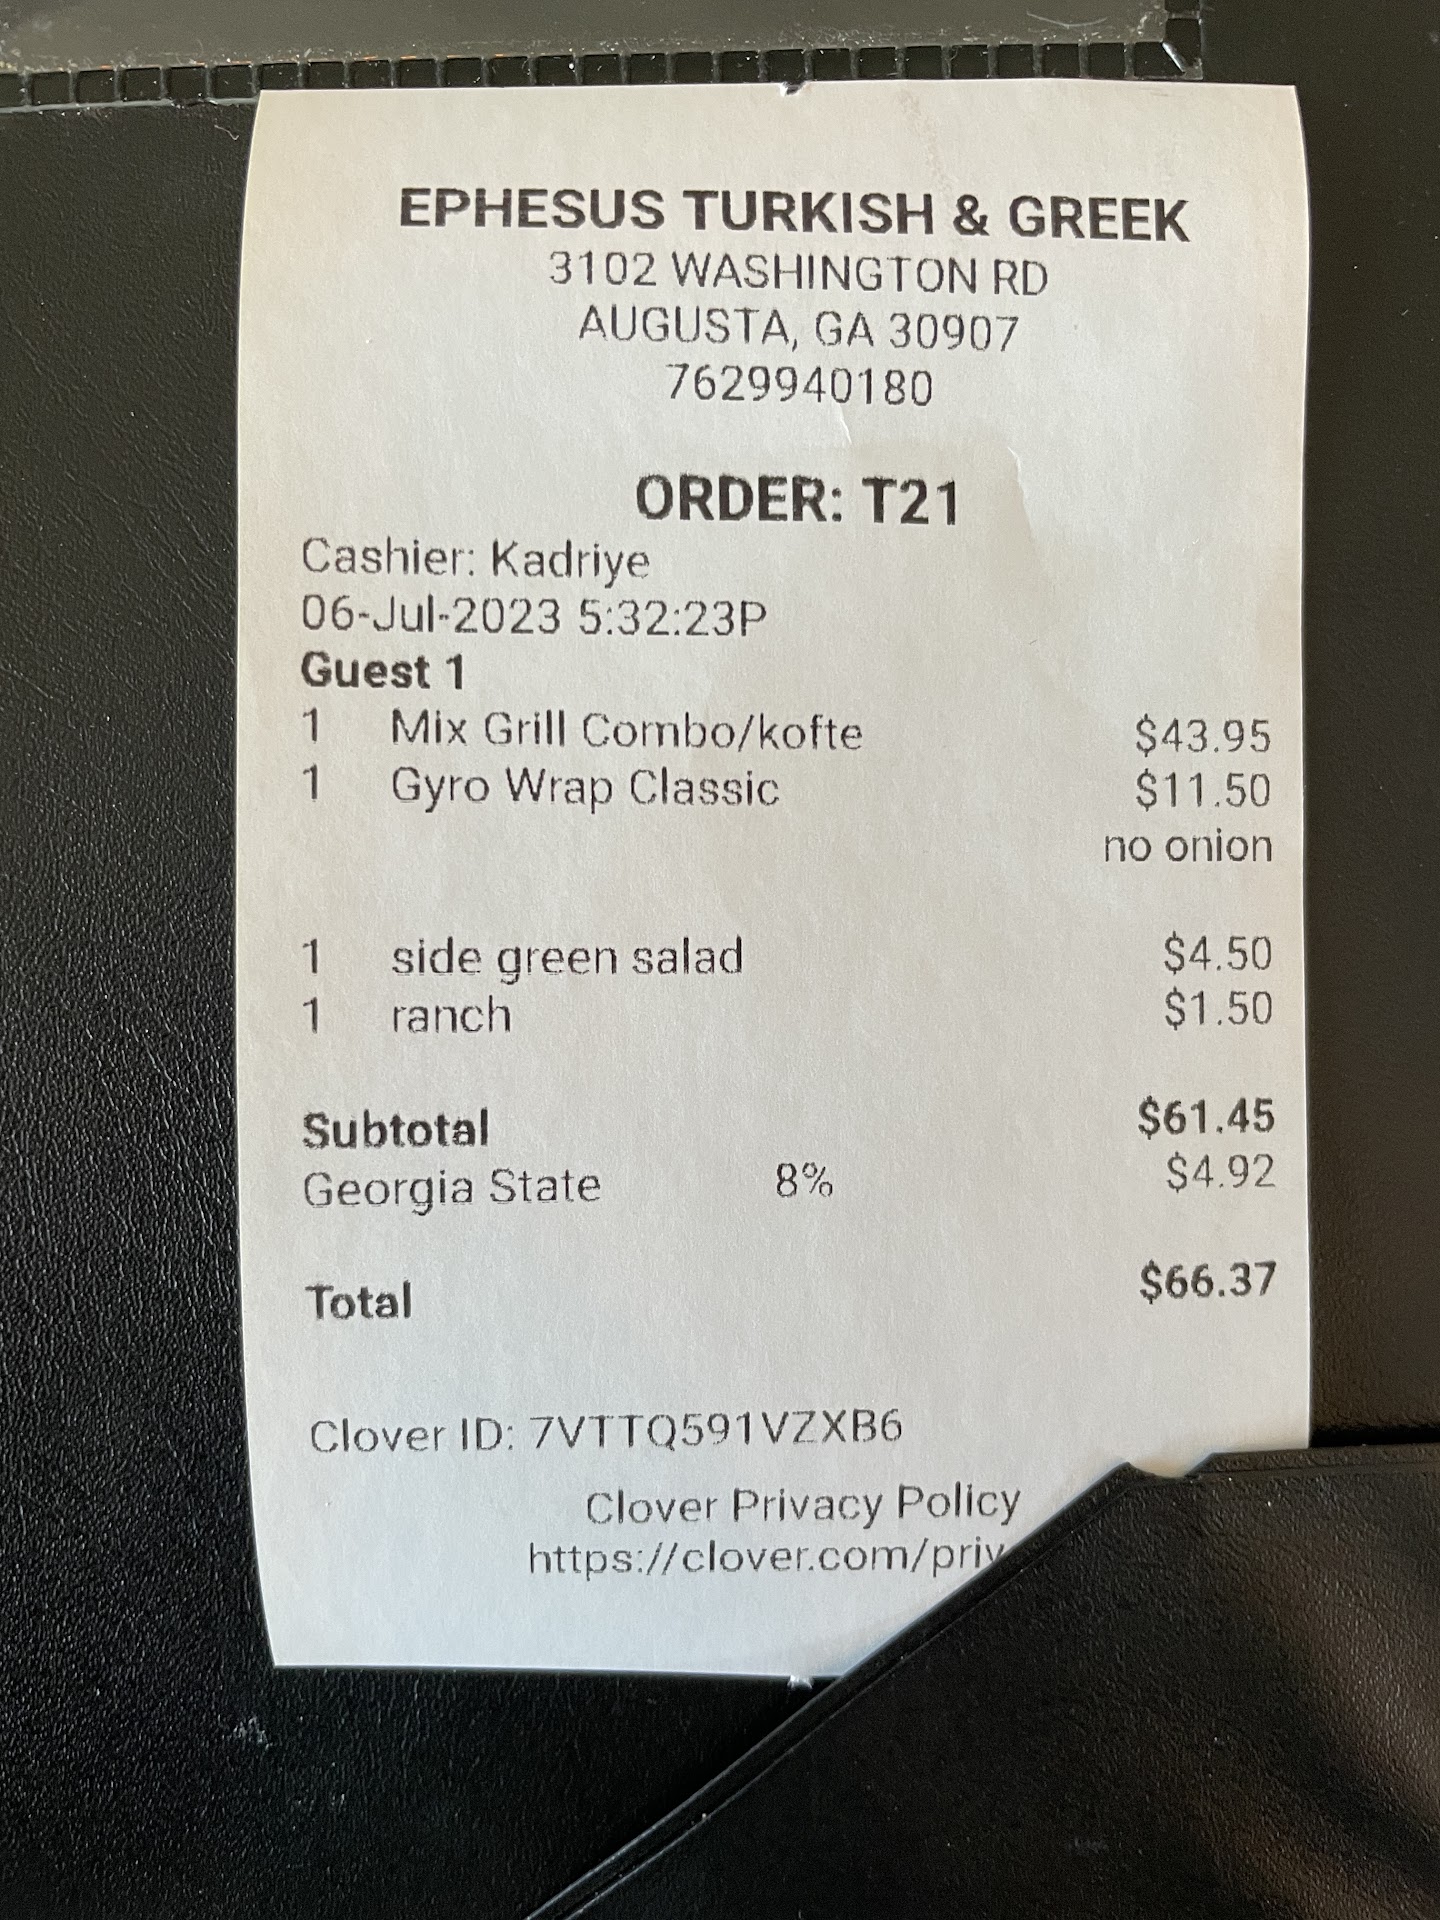 EPHESUS TURKISH & GREEK
3102 WASHINGTON RD
AUGUSTA, GA 30907
7629940180
ORDER: T21
Cashier: Kadriye
06-Jul-2023 5:32:23P
Guest 1
1 Mix Grill Combo/kofte $43.95
1 Gyro Wrap Classic $11.50
no onion
1 side green salad $4.50
1 ranch $1.50
Subtotal $61.45
Georgia State 8% $4.92
Total $66.37
Clover ID: 7VTTQ591VZXB6
Clover Privacy Policy
https://clover.com/priv